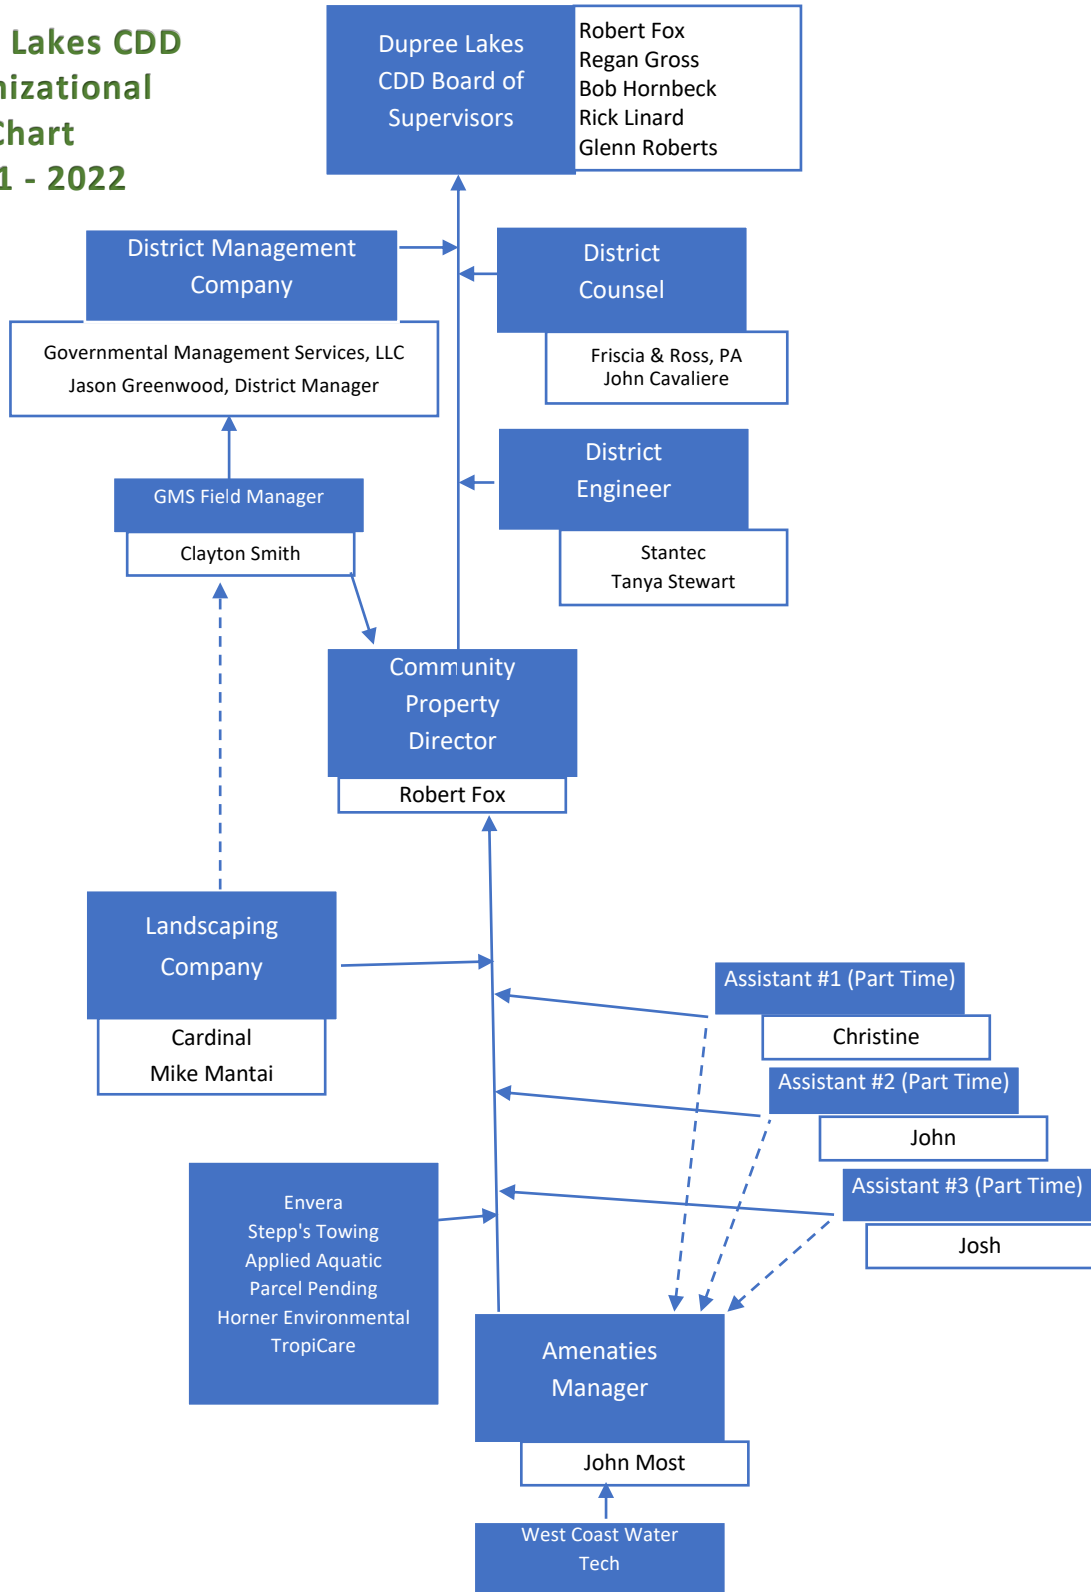 Lakes CDD
nizational
Chart
1 - 2022
Dupree Lakes
CDD Board of
Supervisors
Robert Fox
Regan Gross
Bob Hornbeck
Rick Linard
Glenn Roberts
District Management
Company
Governmental Management Services, LLC
Jason Greenwood, District Manager
District
Counsel
Friscia & Ross, PA
John Cavaliere
District
Engineer
Stantec
Tanya Stewart
GMS Field Manager
Clayton Smith
Community
Property
Director
Robert Fox
Landscaping
Company
Cardinal
Mike Mantai
Assistant #1 (Part Time)
Christine
Assistant #2 (Part Time)
John
Assistant #3 (Part Time)
Josh
Envera
Stepp's Towing
Applied Aquatic
Parcel Pending
Horner Environmental
TropiCare
Amenaties
Manager
John Most
West Coast Water
Tech